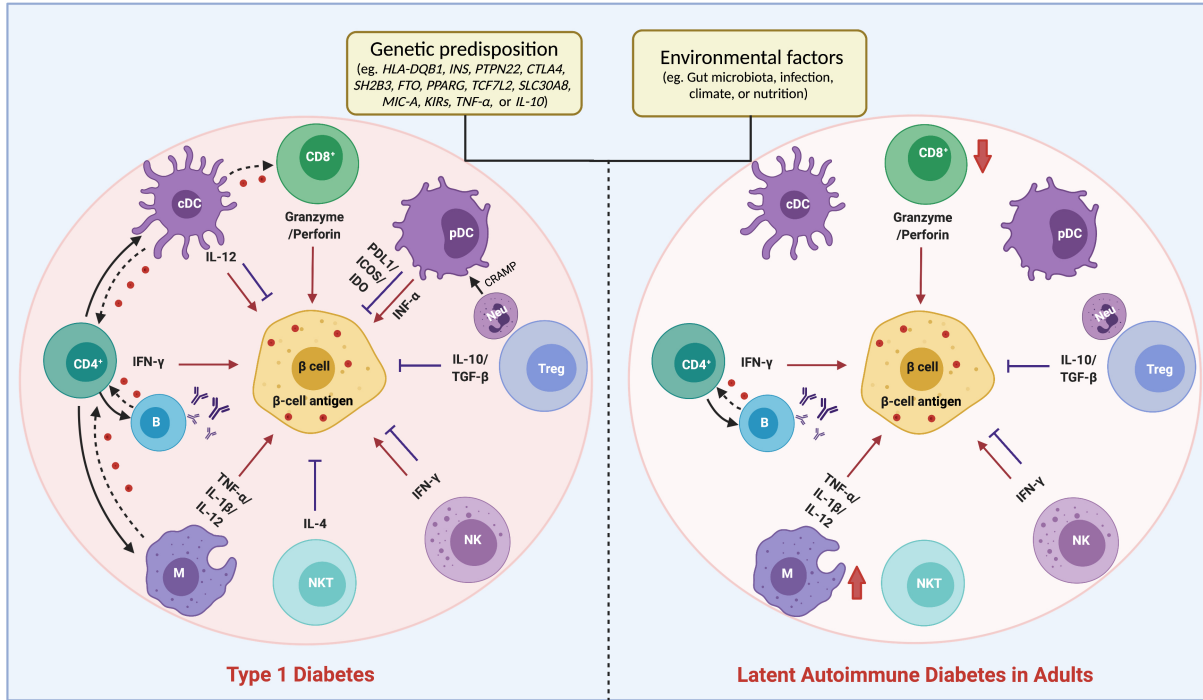 Genetic predisposition
(eg. HLA-DQB1, INS, PTPN22, CTLA4,
SH2B3, FTO, PPARG, TCF7L2, SLC30A8,
MIC-A, KIRs, TNF-α, or IL-10)
Environmental factors
(eg. Gut microbiota, infection,
climate, or nutrition)
CD8⁺
cDC
Granzyme
/Perforin
pDC
IL-12
PDL1/
ICOS/
IDO
INF-α
CRAMP
Neu
CD4⁺
IFN-γ
β cell
β-cell antigen
IL-10/
TGF-β
Treg
B
TNF-α/
IL-1β/
IL-12
IL-4
IFN-γ
M
NKT
NK
Type 1 Diabetes
CD8⁺
cDC
Granzyme
/Perforin
pDC
Neu
CD4⁺
IFN-γ
β cell
β-cell antigen
IL-10/
TGF-β
Treg
B
TNF-α/
IL-1β/
IL-12
IFN-γ
M
NKT
NK
Latent Autoimmune Diabetes in Adults